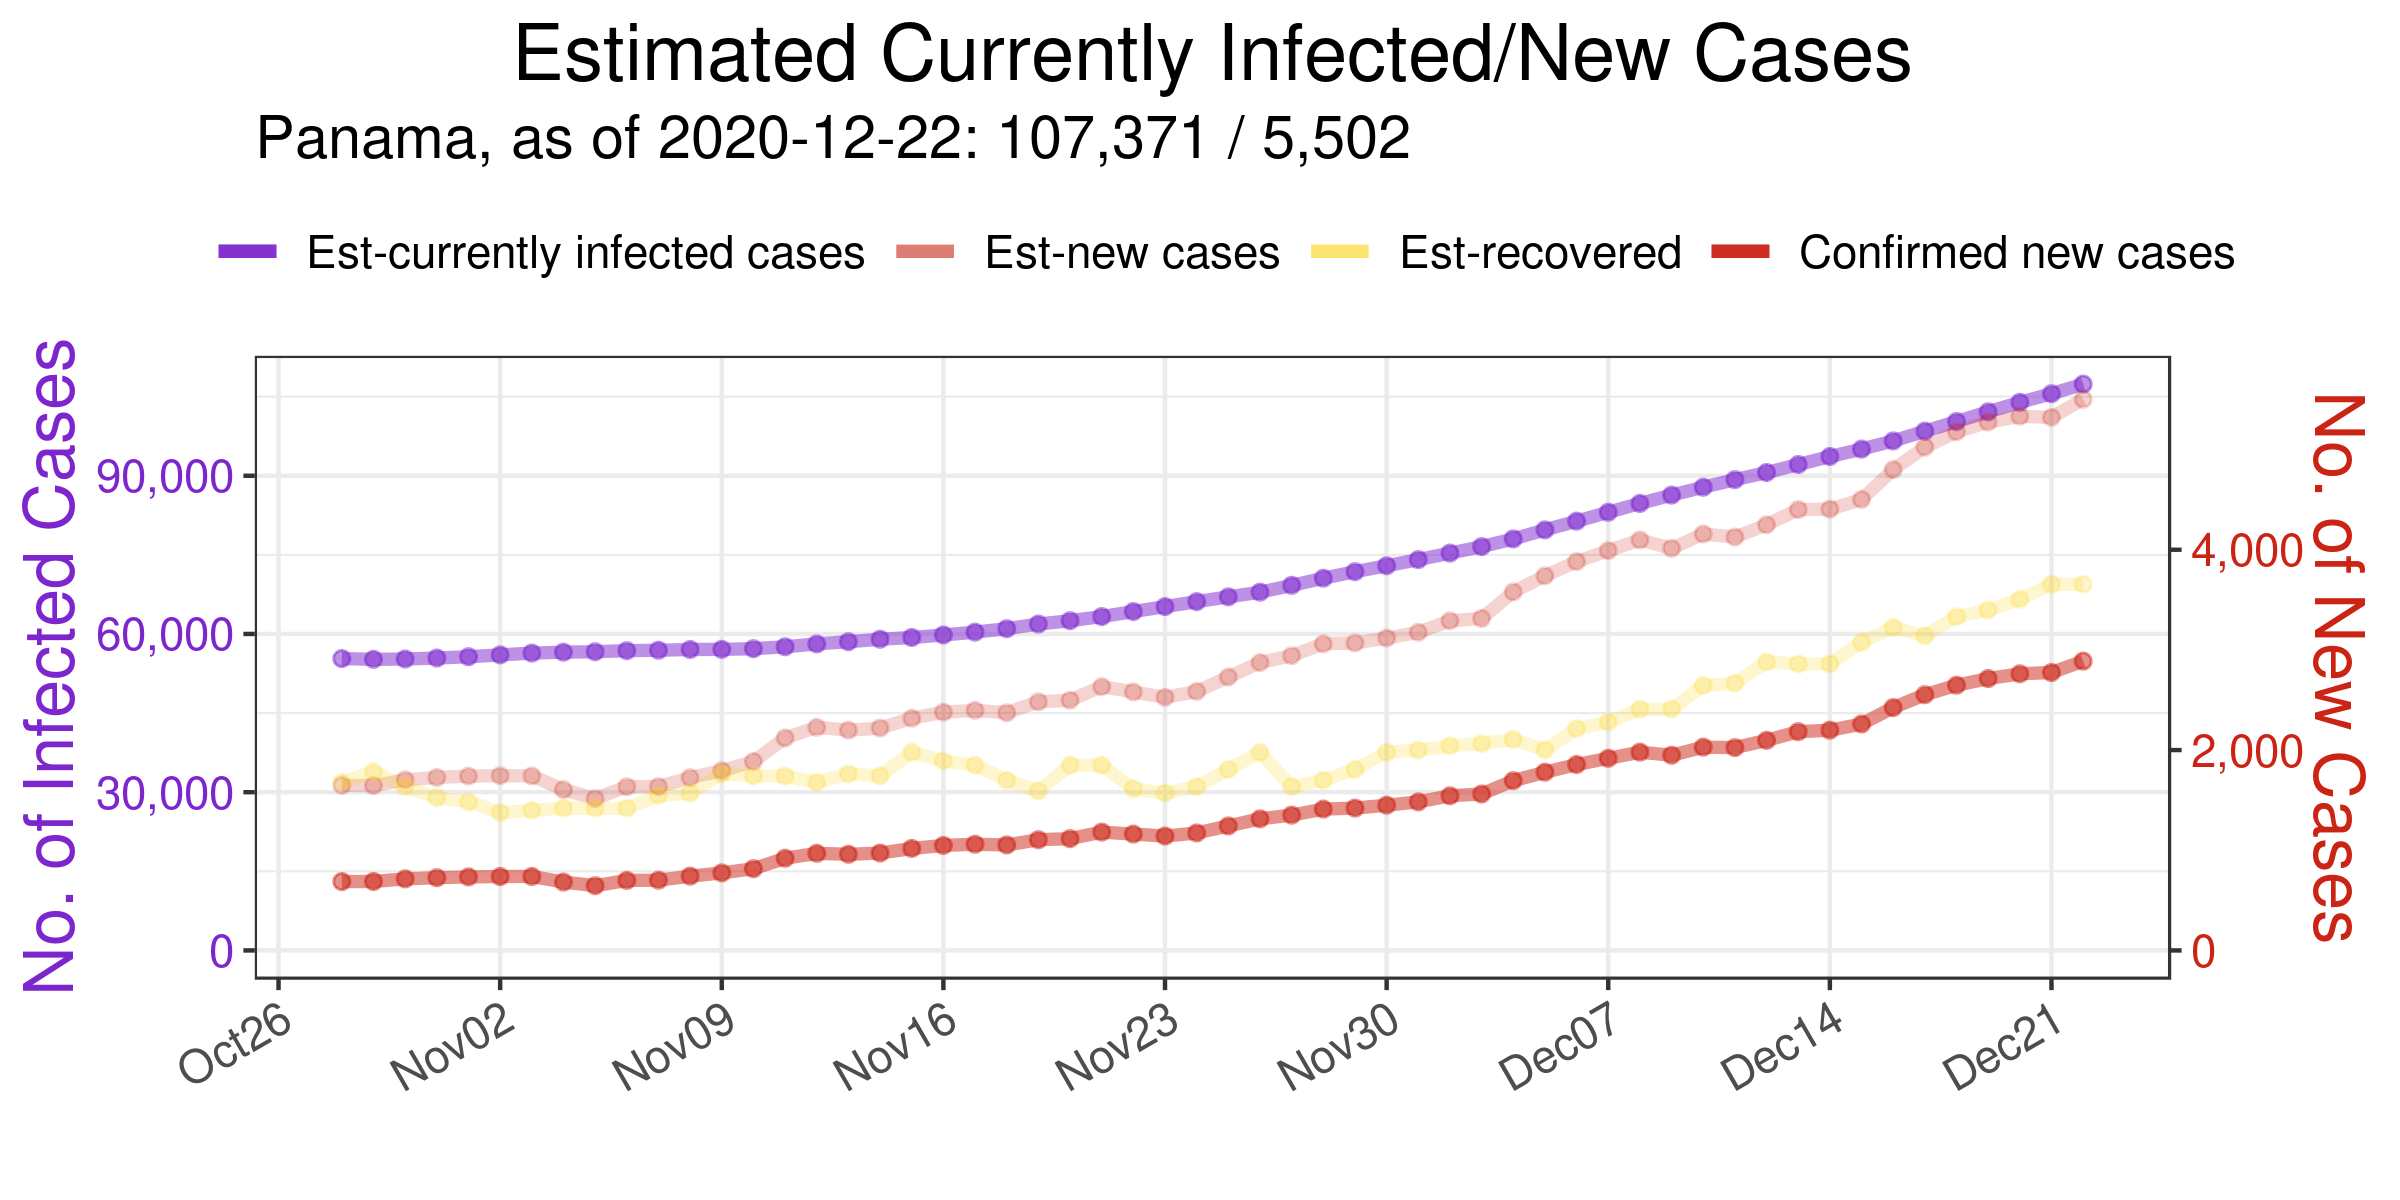 Estimated Currently Infected/New Cases
Panama, as of 2020-12-22: 107,371 / 5,502
Est-currently infected cases Est-new cases Est-recovered Confirmed new cases
No. of Infected Cases
90,000
60,000
30,000
0
4,000
2,000
0
No. of New Cases
Oct26 Nov02 Nov09 Nov16 Nov23 Nov30 Dec07 Dec14 Dec21